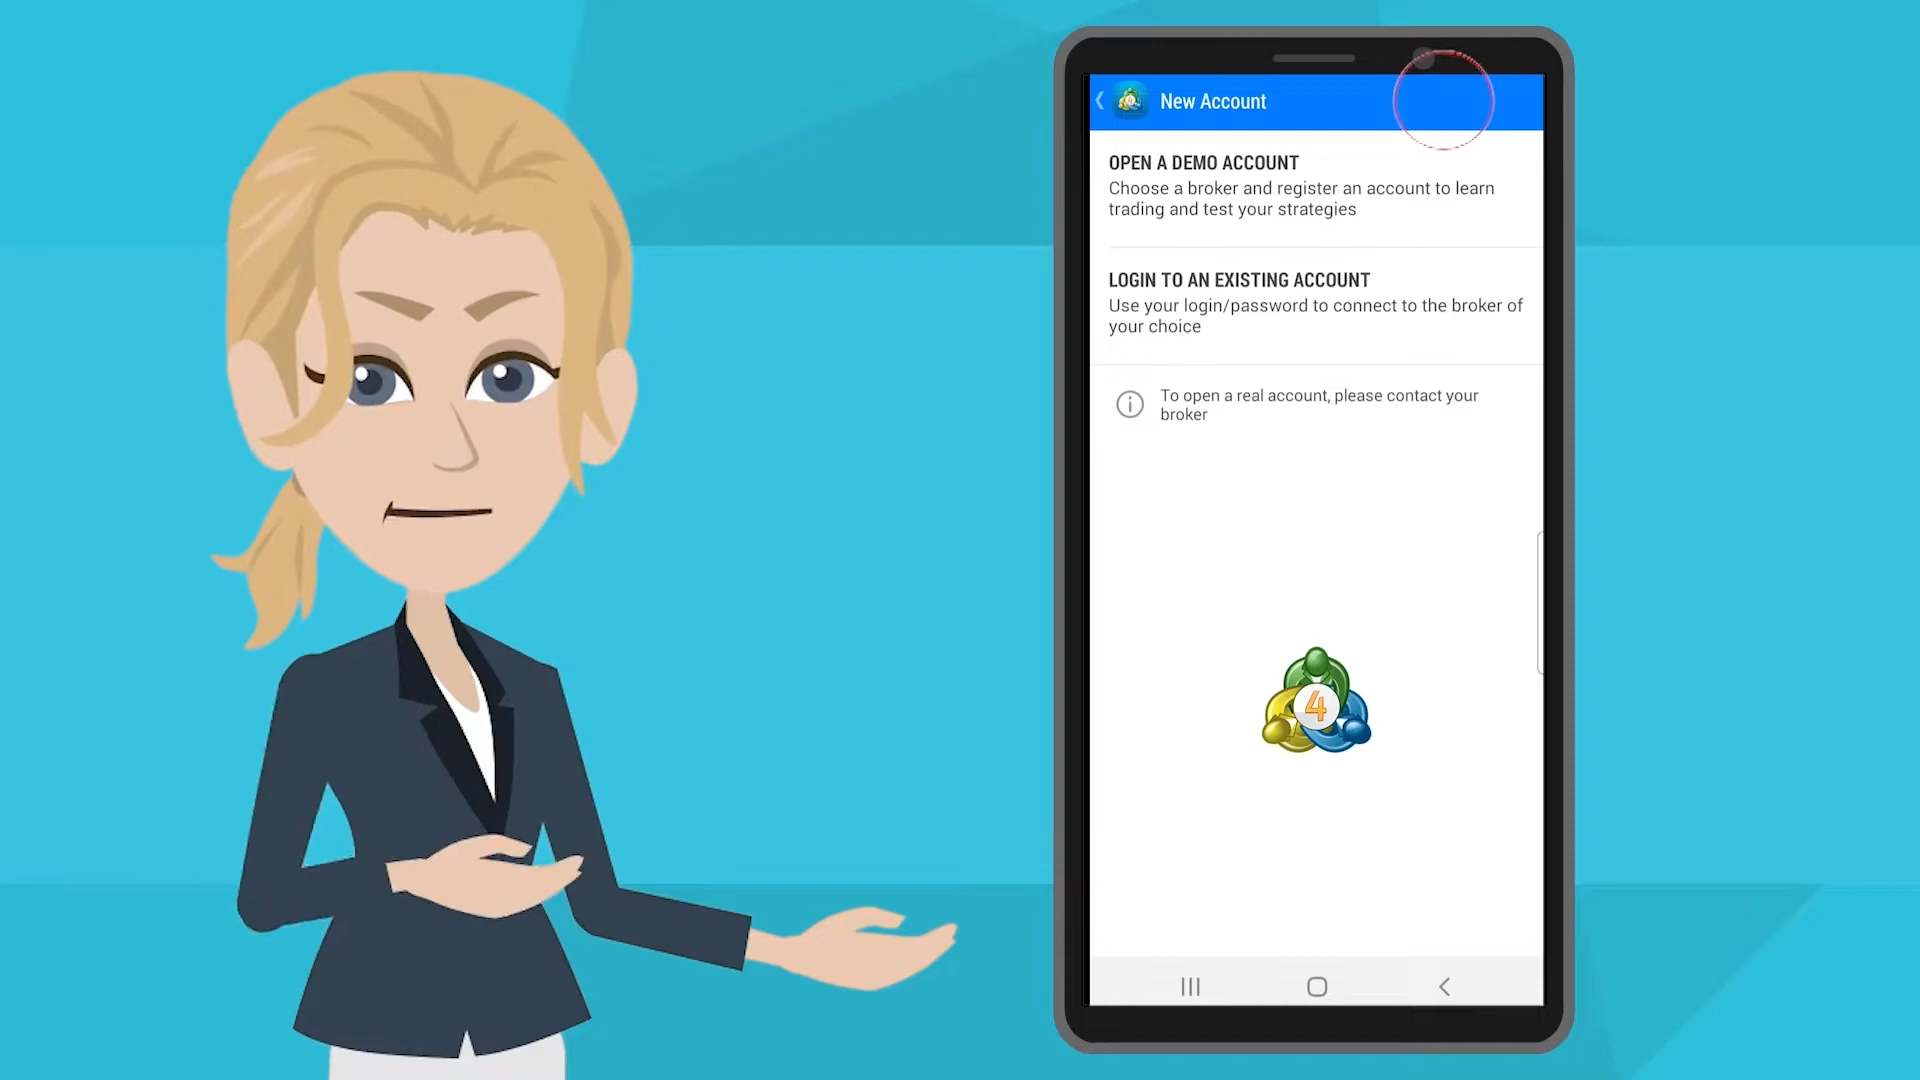 New Account
OPEN A DEMO ACCOUNT
Choose a broker and register an account to learn
trading and test your strategies
LOGIN TO AN EXISTING ACCOUNT
Use your login/password to connect to the broker of
your choice
To open a real account, please contact your
broker
4